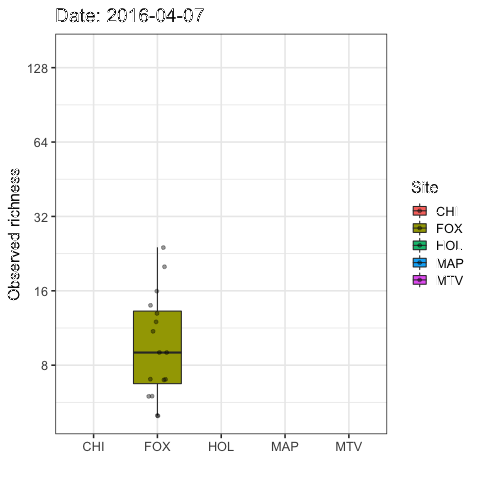 Date: 2016-04-07
128
64
32
16
8
Observed richness
CHI
FOX
HOL
MAP
MTV
Site
CHI
FOX
HOL
MAP
MTV